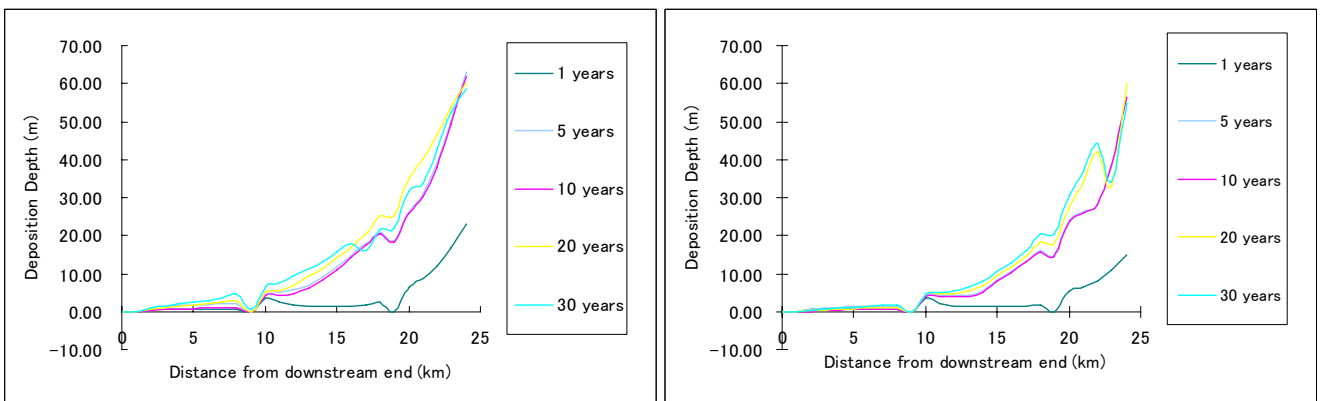 70.00
60.00
50.00
40.00
30.00
20.00
10.00
0.00
-10.00
Deposition Depth (m)
0 5 10 15 20 25
Distance from downstream end (km)
1 years
5 years
10 years
20 years
30 years
70.00
60.00
50.00
40.00
30.00
20.00
10.00
0.00
-10.00
Deposition Depth (m)
0 5 10 15 20 25
Distance from downstream end (km)
1 years
5 years
10 years
20 years
30 years